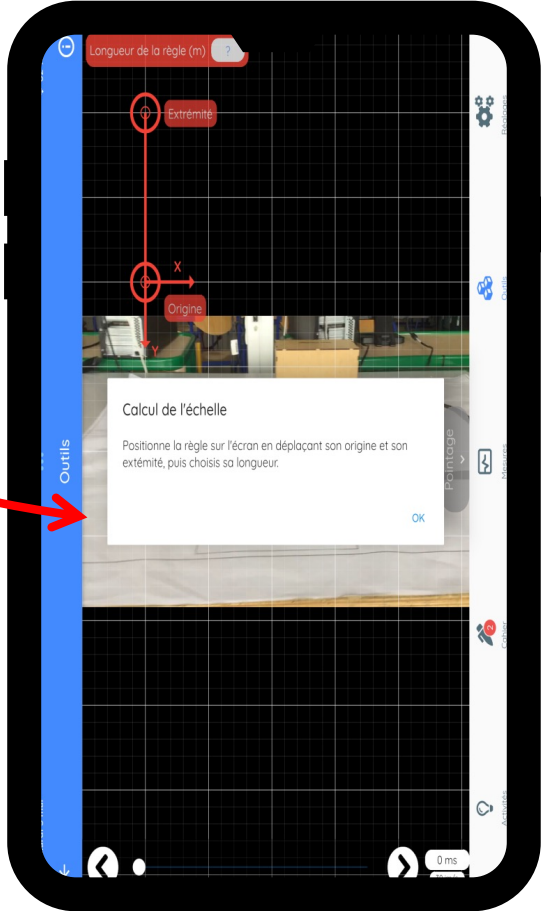 Longueur de la règle (m) ?
Extrémité
X
Origine
Y
Calcul de l'échelle
Positionne la règle sur l'écran en déplaçant son origine et son
extémité, puis choisis sa longueur.
OK
Outils
Pointage
Réglages
Outils
Mesures
2
Cahier
Activités
0 ms